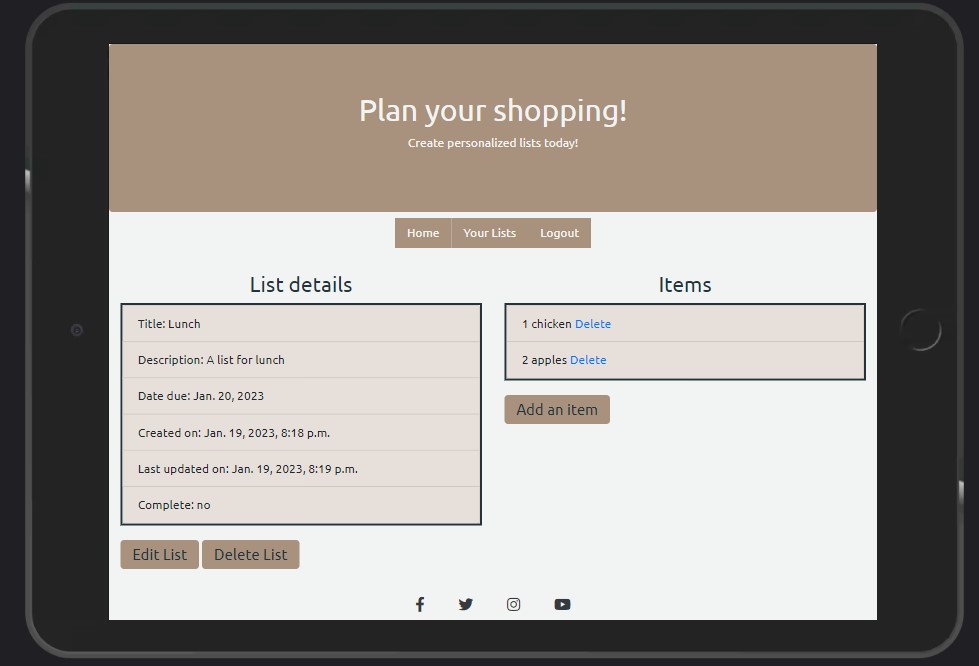 Plan your shopping!
Create personalized lists today!
Home Your Lists Logout
List details
Title: Lunch
Description: A list for lunch
Date due: Jan. 20, 2023
Created on: Jan. 19, 2023, 8:18 p.m.
Last updated on: Jan. 19, 2023, 8:19 p.m.
Complete: no
Edit List Delete List
Items
1 chicken Delete
2 apples Delete
Add an item